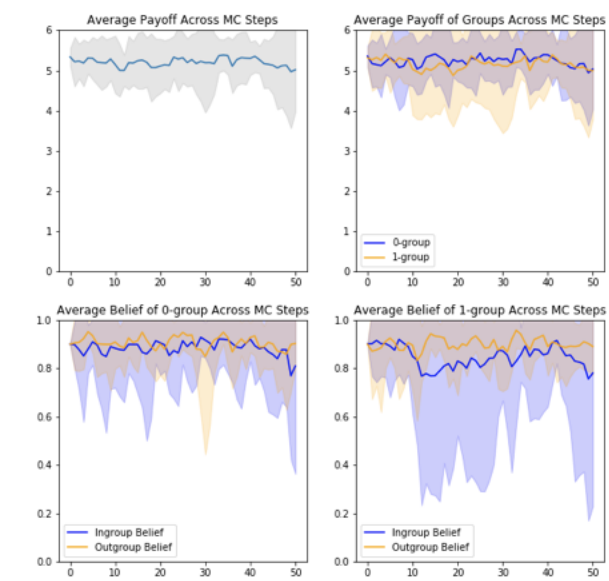 Average Payoff Across MC Steps
6
5
4
3
2
1
0
0 10 20 30 40 50
Average Payoff of Groups Across MC Steps
6
5
4
3
2
1
0
0-group
1-group
0 10 20 30 40 50
Average Belief of 0-group Across MC Steps
1.0
0.8
0.6
0.4
0.2
0.0
Ingroup Belief
Outgroup Belief
0 10 20 30 40 50
Average Belief of 1-group Across MC Steps
1.0
0.8
0.6
0.4
0.2
0.0
Ingroup Belief
Outgroup Belief
0 10 20 30 40 50